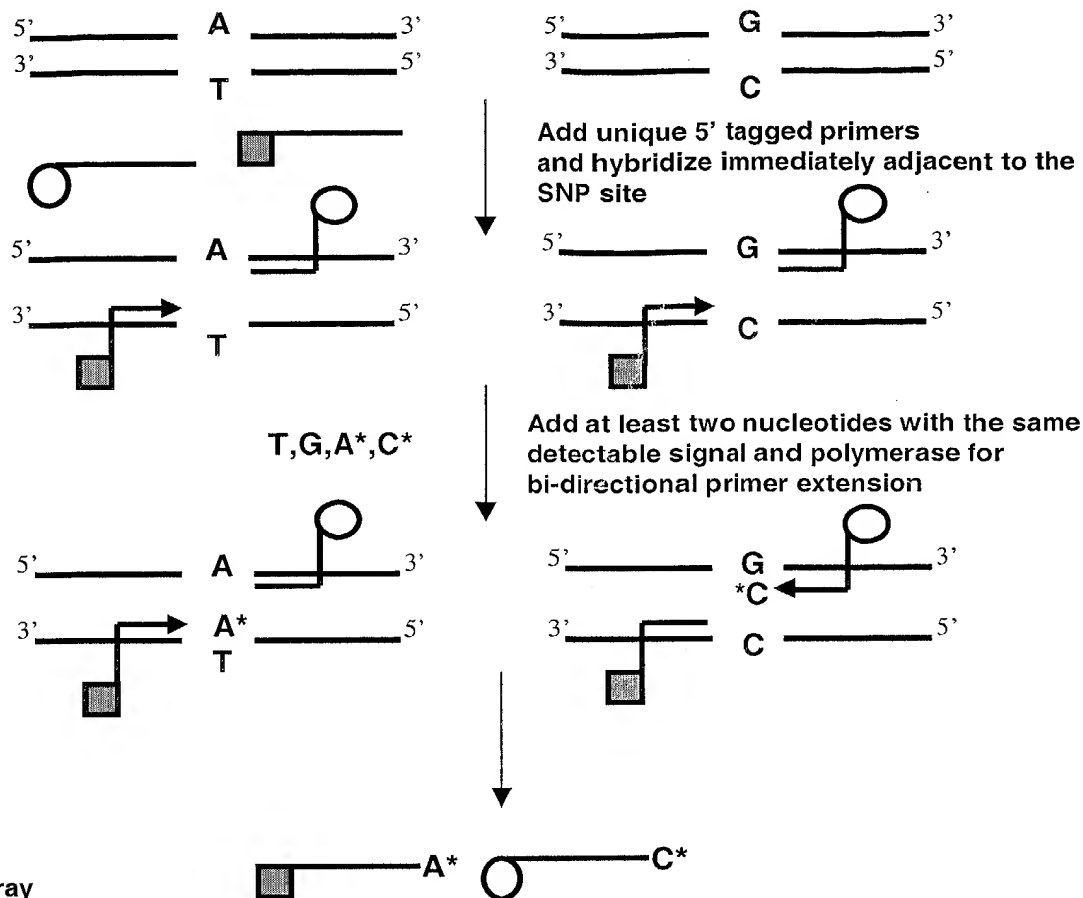 5' A 3' 5' G 3'
3' T 5' 3' C 5'
Add unique 5' tagged primers
and hybridize immediately adjacent to the
SNP site
5' A 3' 5' G 3'
3' T 5' 3' C 5'
T,G,A*,C*
Add at least two nucleotides with the same
detectable signal and polymerase for
bi-directional primer extension
5' A 3' 5' G 3'
*C
3' A* 5' 3' C 5'
T
A* C*
ray